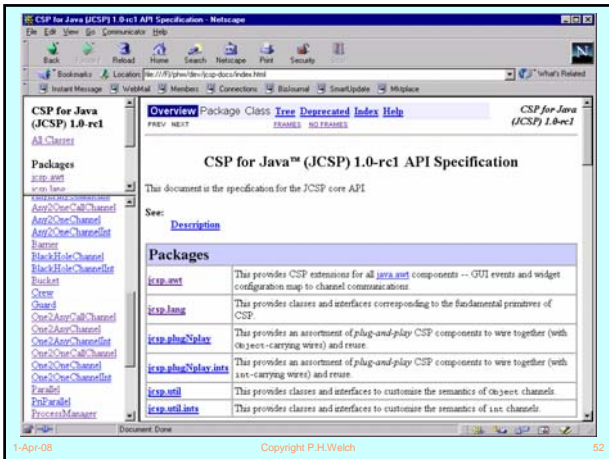 CSP for Java (JCSP) 1.0-rc1 API Specification - Netscape
File Edit View Go Communicator Help
Back Forward Reload Home Search Netscape Print Security Stop
Bookmarks Location: file:///F|/phw/dev/jcsp-docs/index.html What's Related
Instant Message WebMail Members Connections BizJournal SmartUpdate Mktplace
CSP for Java
(JCSP) 1.0-rc1
All Classes
Packages
jcsp.awt
jcsp.lang
Any2OneCallChannel
Any2OneChannel
Any2OneChannelInt
Barrier
BlackHoleChannel
BlackHoleChannelInt
Bucket
Crew
Guard
One2AnyCallChannel
One2AnyChannel
One2AnyChannelInt
One2OneCallChannel
One2OneChannel
One2OneChannelInt
Parallel
PriParallel
ProcessManager
Overview Package Class Tree Deprecated Index Help
PREV NEXT FRAMES NO FRAMES
CSP for Java
(JCSP) 1.0-rc1
CSP for Java™ (JCSP) 1.0-rc1 API Specification
This document is the specification for the JCSP core API.
See:
Description
Packages
jcsp.awt This provides CSP extensions for all java.awt components -- GUI events and widget
configuration map to channel communications.
jcsp.lang This provides classes and interfaces corresponding to the fundamental primitives of
CSP.
jcsp.plugNplay This provides an assortment of plug-and-play CSP components to wire together (with
Object-carrying wires) and reuse.
jcsp.plugNplay.ints This provides an assortment of plug-and-play CSP components to wire together (with
int-carrying wires) and reuse.
jcsp.util This provides classes and interfaces to customise the semantics of Object channels.
jcsp.util.ints This provides classes and interfaces to customise the semantics of int channels.
Document: Done
1-Apr-08 Copyright P.H.Welch 52